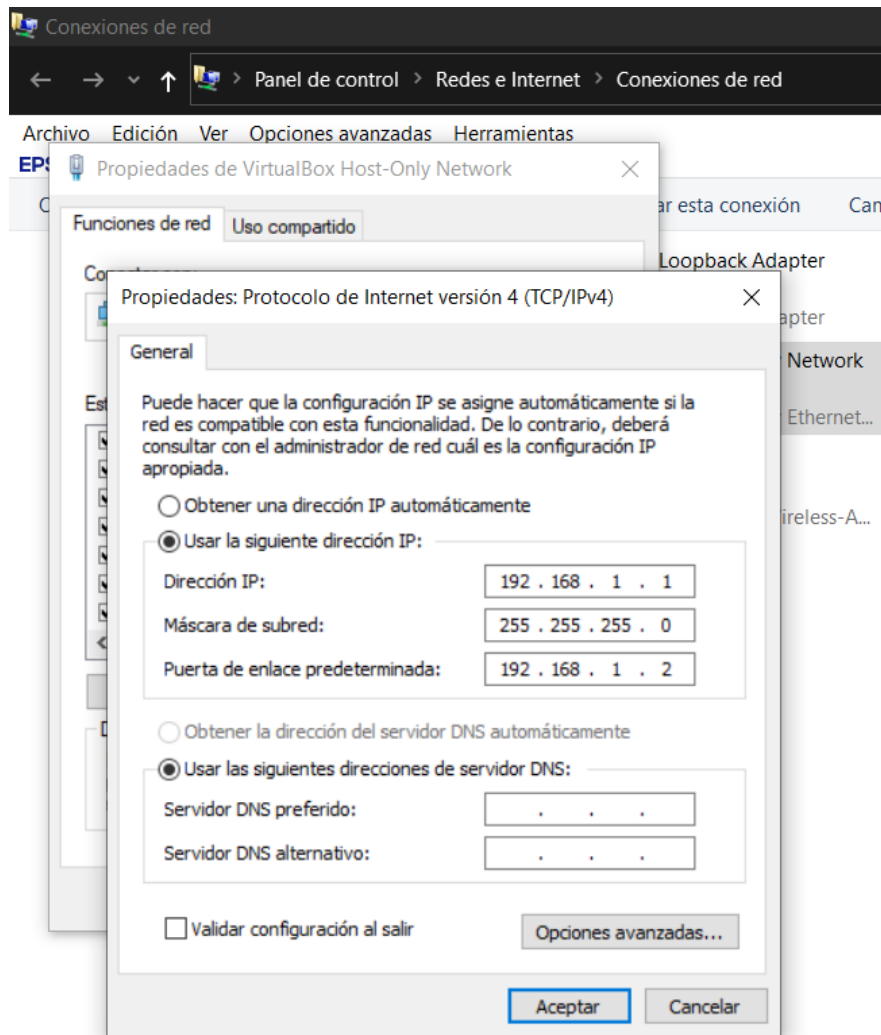 Conexiones de red
Panel de control > Redes e Internet > Conexiones de red
Archivo Edición Ver Opciones avanzadas Herramientas
Propiedades de VirtualBox Host-Only Network
esta conexión
Funciones de red Uso compartido
Loopback Adapter
Propiedades: Protocolo de Internet versión 4 (TCP/IPv4)
General
Network
Puede hacer que la configuración IP se asigne automáticamente si la
red es compatible con esta funcionalidad. De lo contrario, deberá
consultar con el administrador de red cuál es la configuración IP
apropiada.
Ethernet...
Obtener una dirección IP automáticamente
Usar la siguiente dirección IP:
Dirección IP: 192 . 168 . 1 . 1
Máscara de subred: 255 . 255 . 255 . 0
Puerta de enlace predeterminada: 192 . 168 . 1 . 2
Obtener la dirección del servidor DNS automáticamente
Usar las siguientes direcciones de servidor DNS:
Servidor DNS preferido: . . .
Servidor DNS alternativo: . . .
Validar configuración al salir
Opciones avanzadas...
Aceptar Cancelar